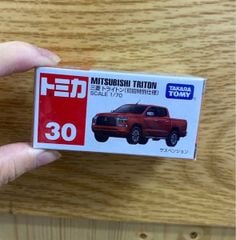 トミカ
30
MITSUBISHI TRITON
三菱 トライトン(初回特別仕様)
SCALE 1/70
TAKARA TOMY
サスペンション